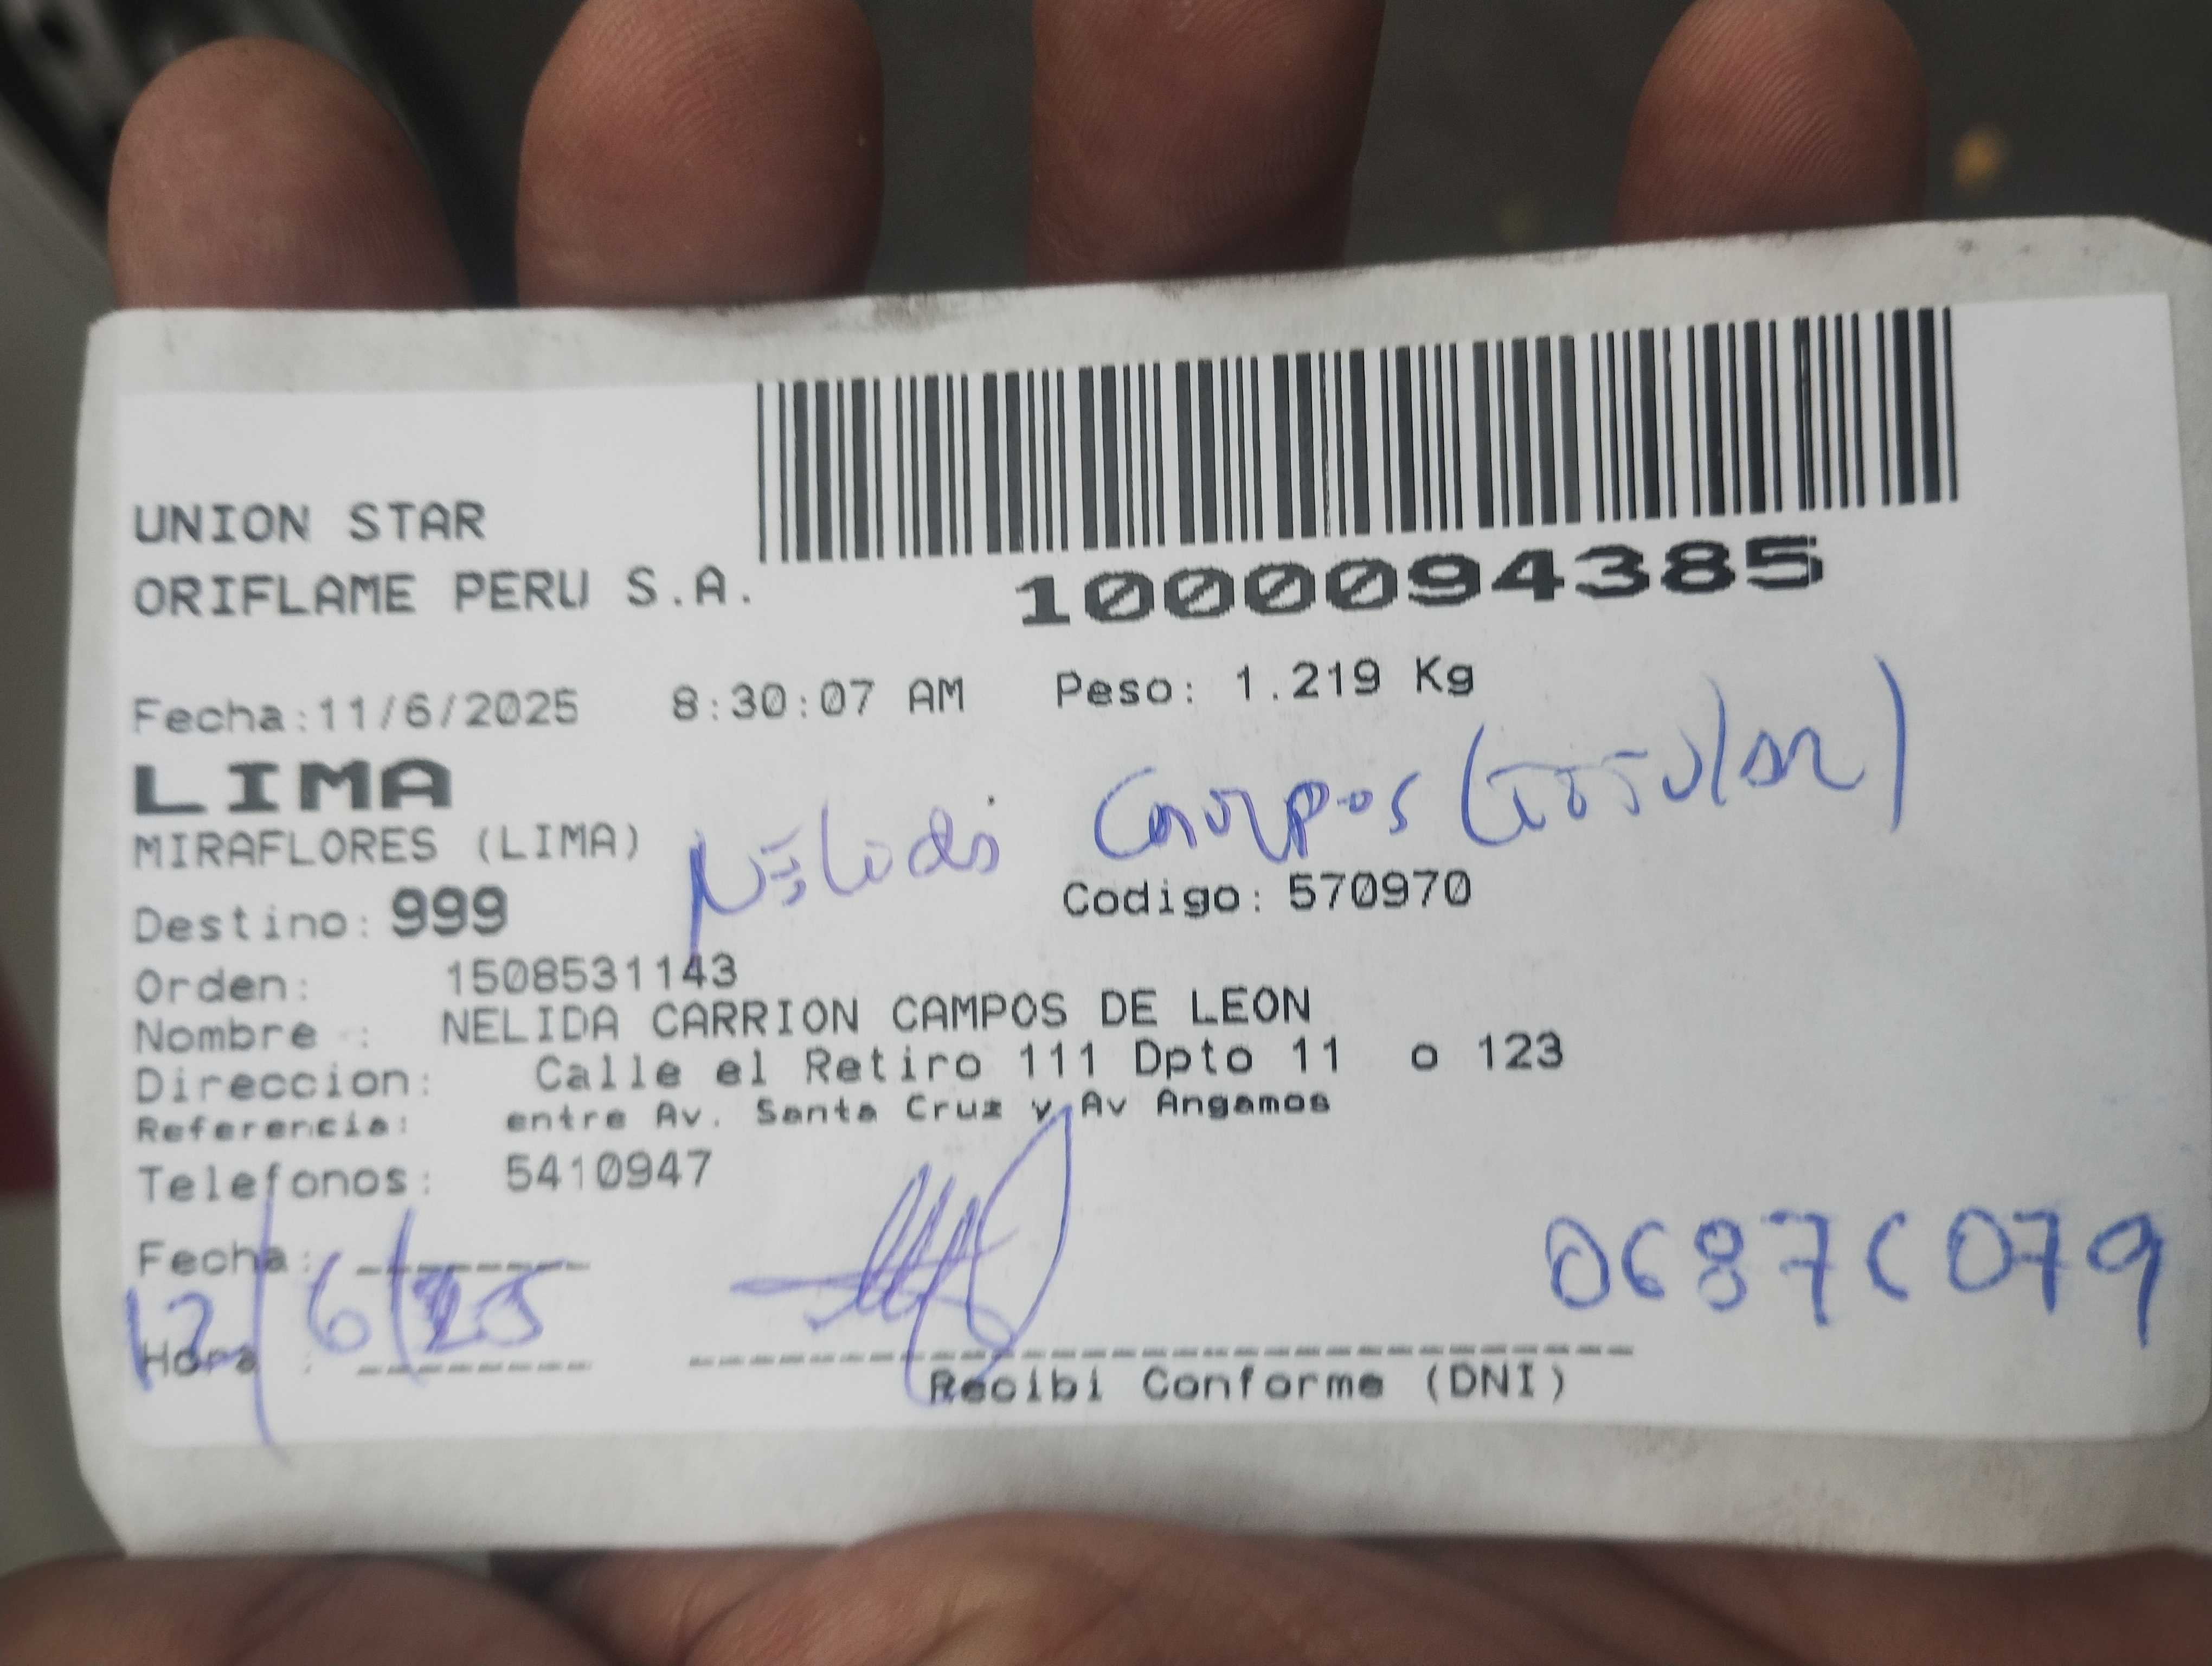 UNION STAR
ORIFLAME PERU S.A.
1000094385
Fecha:11/6/2025 8:30:07 AM Peso: 1.219 Kg
LIMA
MIRAFLORES (LIMA)
Campos (titular)
Destino: 999 Codigo: 570970
Orden: 1508531143
Nombre : NELIDA CARRION CAMPOS DE LEON
Direccion: Calle el Retiro 111 Dpto 11 o 123
Referencia: entre Av. Santa Cruz y Av Angamos
Telefonos: 5410947
Fecha:
12/6/25
Hora :
Recibi Conforme (DNI)